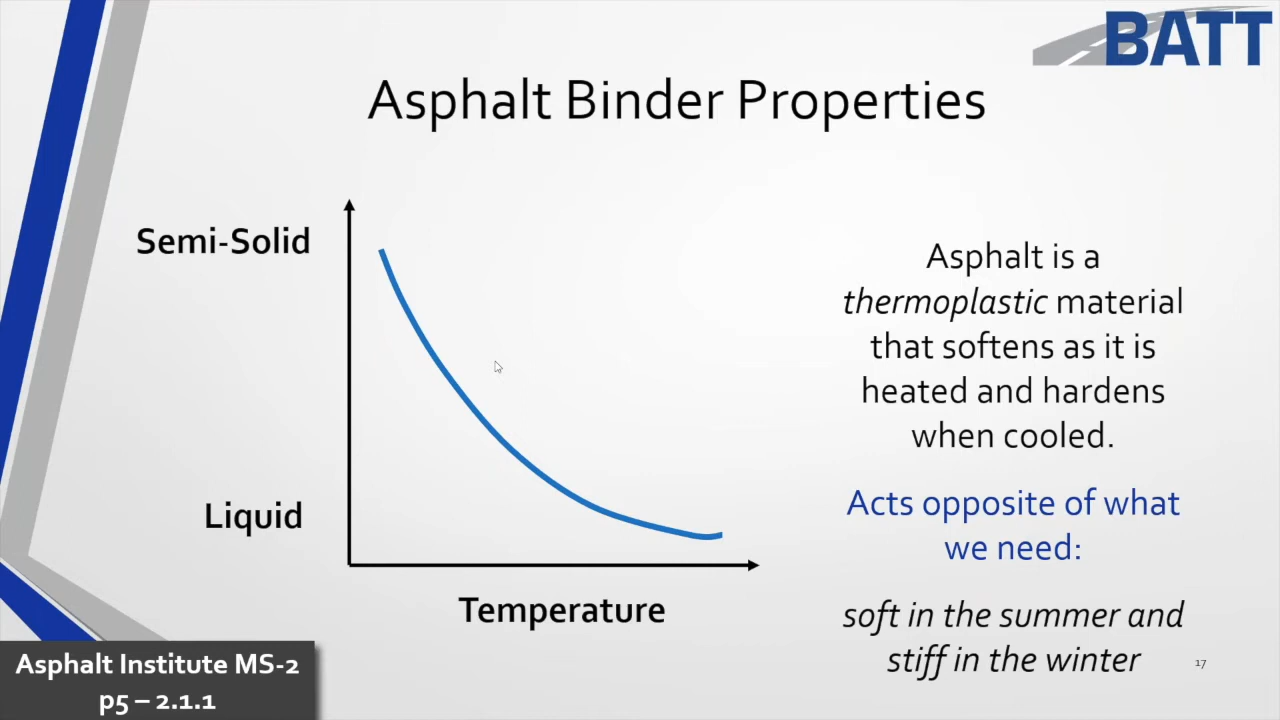 BATT
Asphalt Binder Properties
Semi-Solid
Liquid
Temperature
Asphalt is a
thermoplastic material
that softens as it is
heated and hardens
when cooled.
Acts opposite of what
we need:
soft in the summer and
stiff in the winter
17
Asphalt Institute MS-2
p5 – 2.1.1